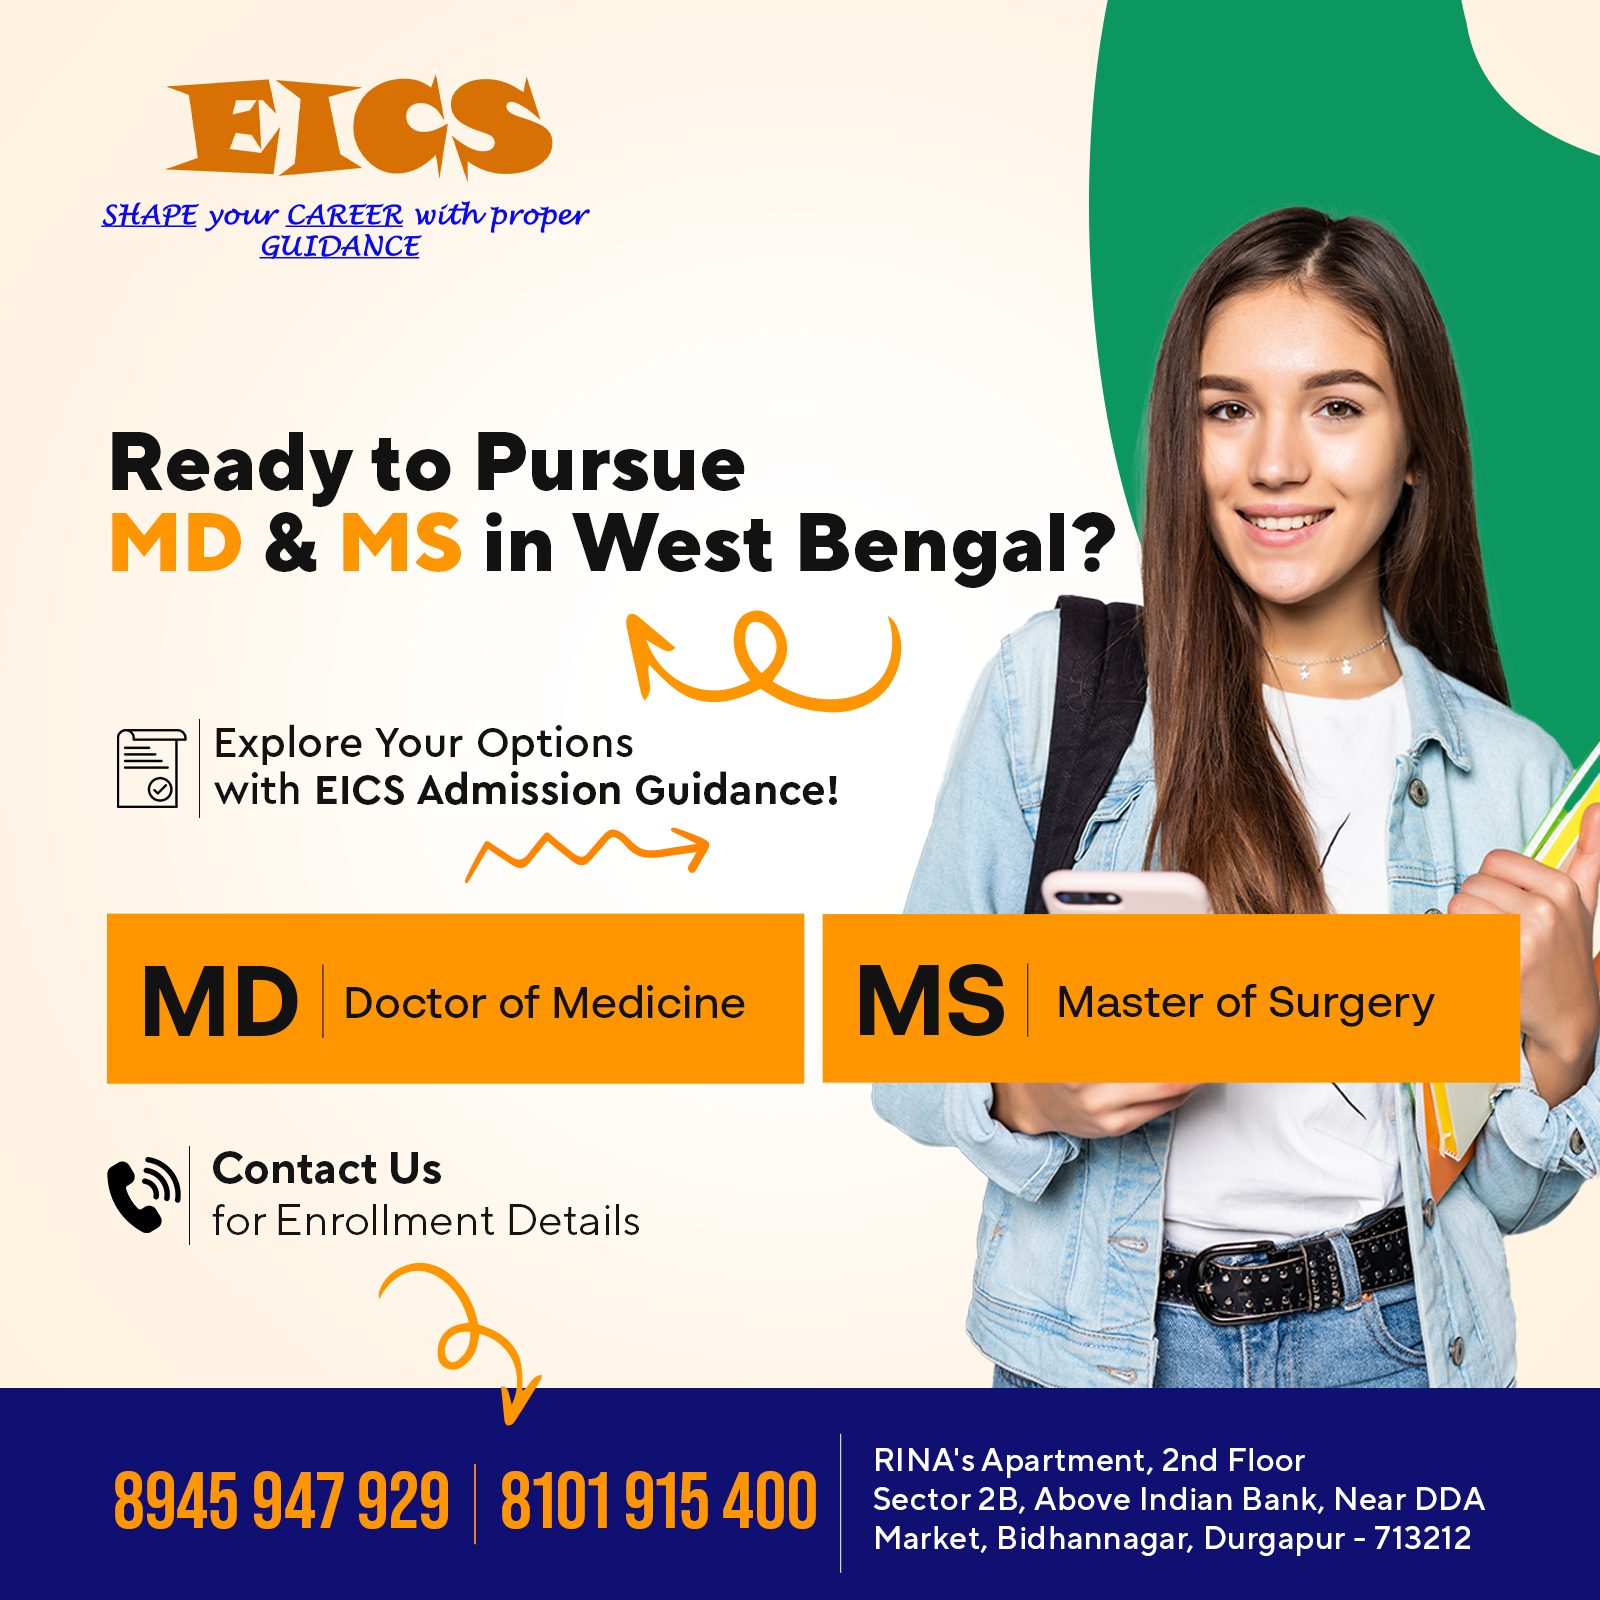 EICS
SHAPE your CAREER with proper
GUIDANCE
Ready to Pursue
MD & MS in West Bengal?
Explore Your Options
with EICS Admission Guidance!
MD | Doctor of Medicine
MS | Master of Surgery
Contact Us
for Enrollment Details
8945 947 929 | 8101 915 400
RINA's Apartment, 2nd Floor
Sector 2B, Above Indian Bank, Near DDA
Market, Bidhannagar, Durgapur - 713212